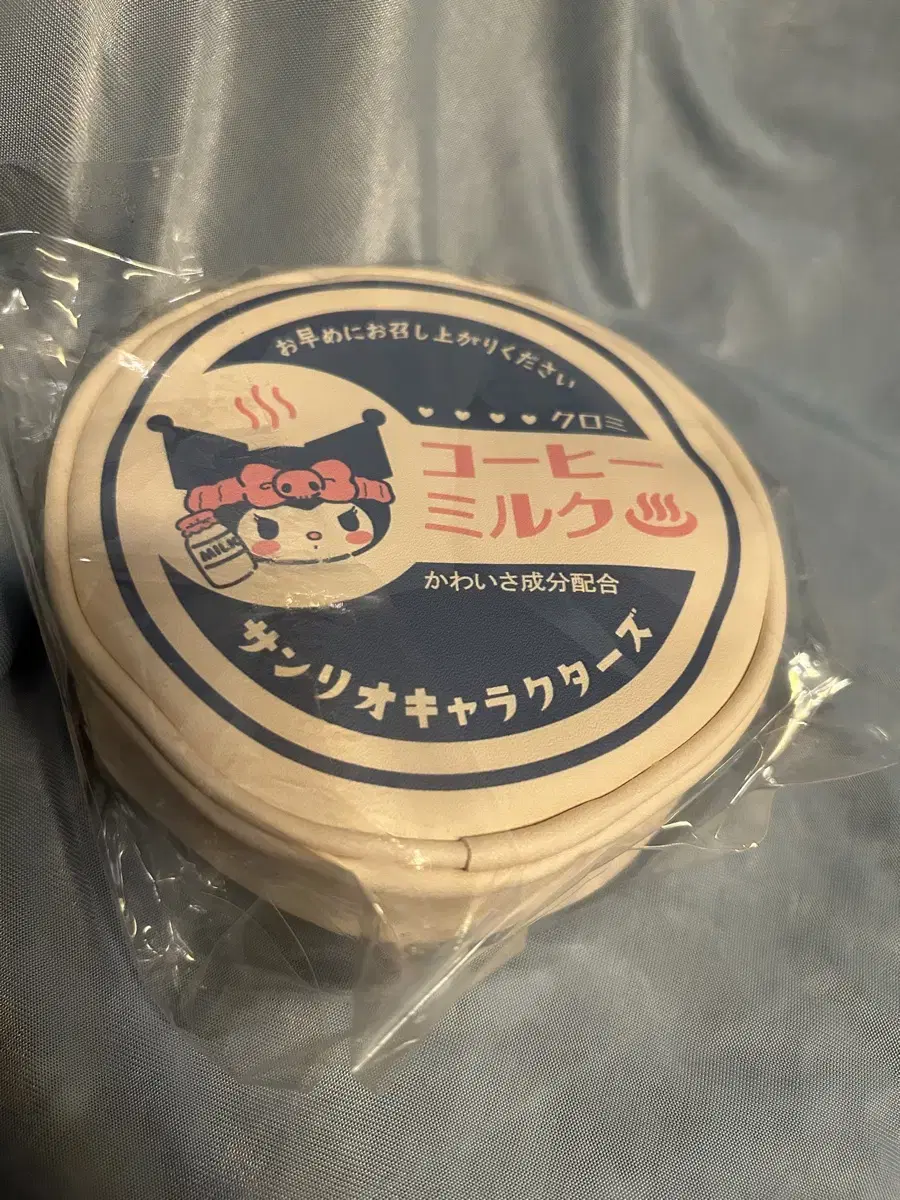 お早めにお召し上がりください
クロミ
コーヒー
ミルク
MILK
かわいさ成分配合
サンリオキャラクターズ